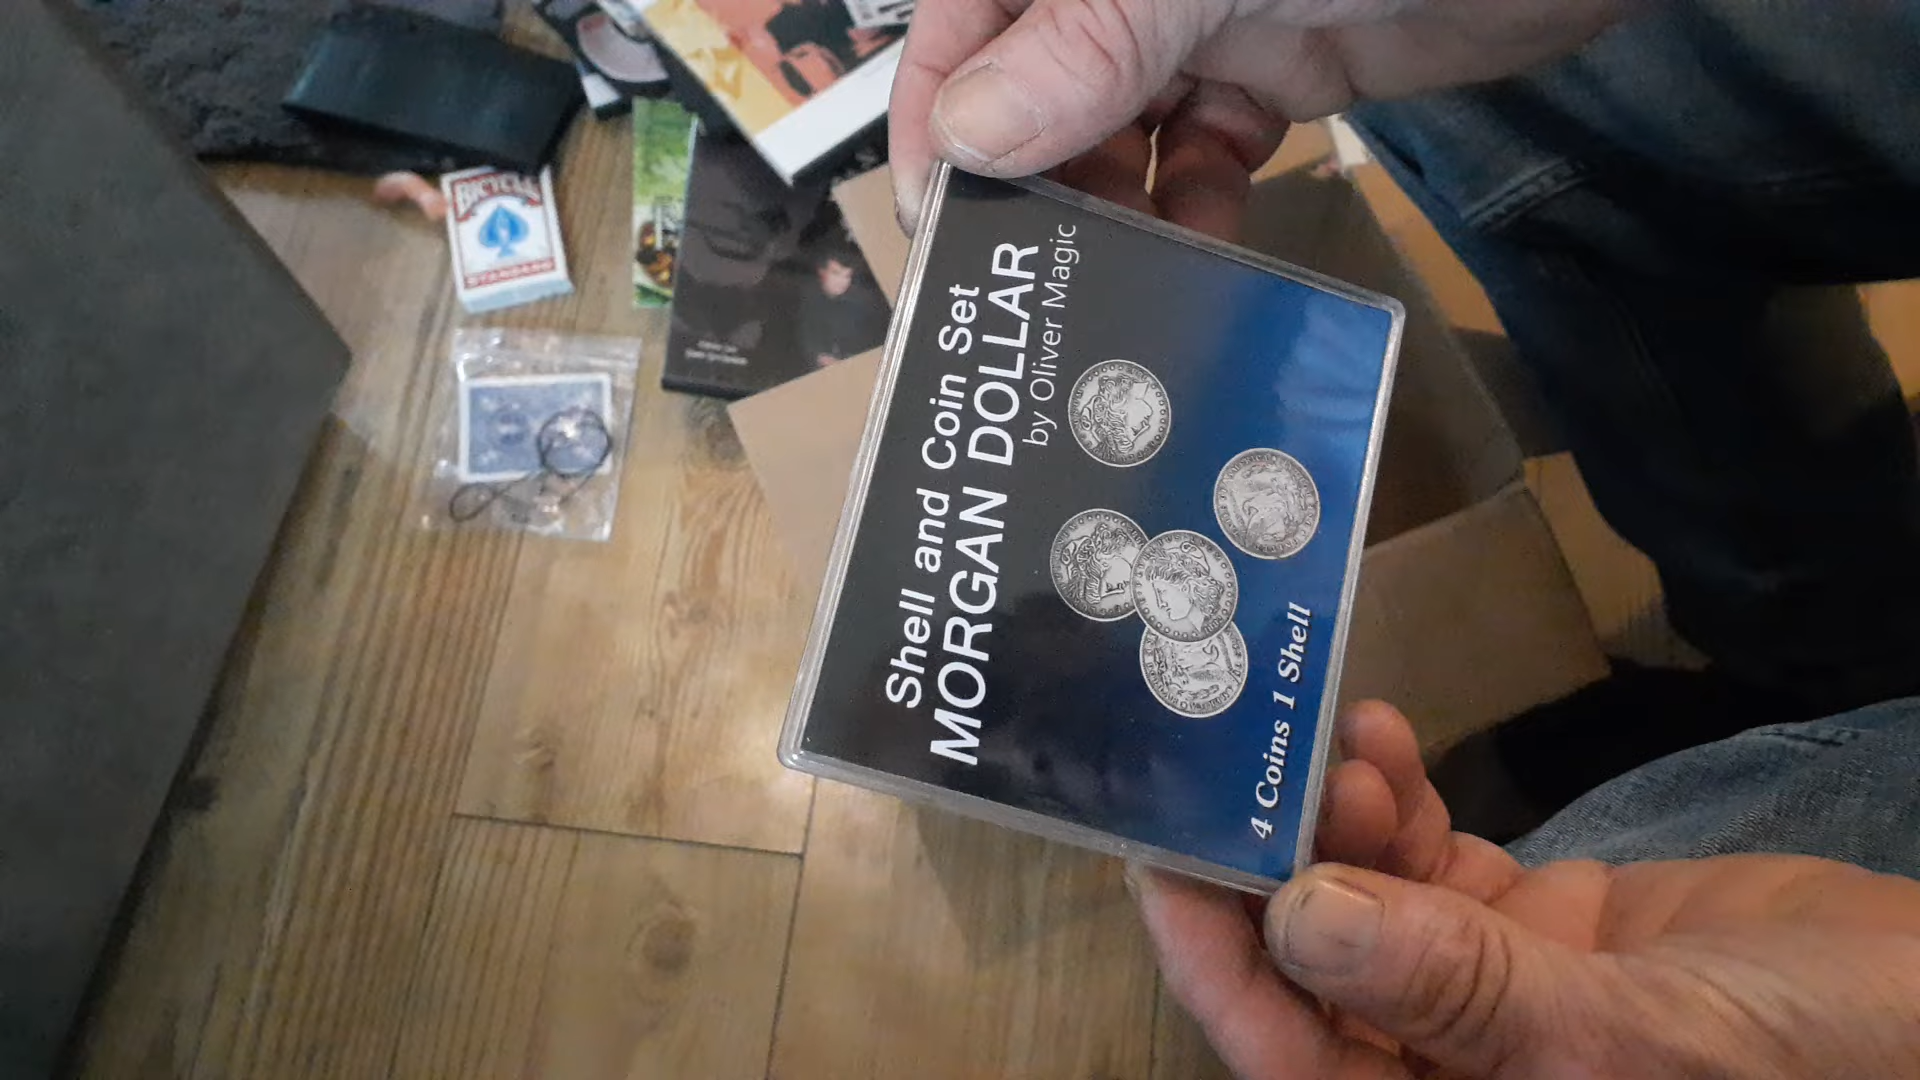 Shell and Coin Set
MORGAN DOLLAR
by Oliver Magic
4 Coins 1 Shell
BICYCLE
STANDARD